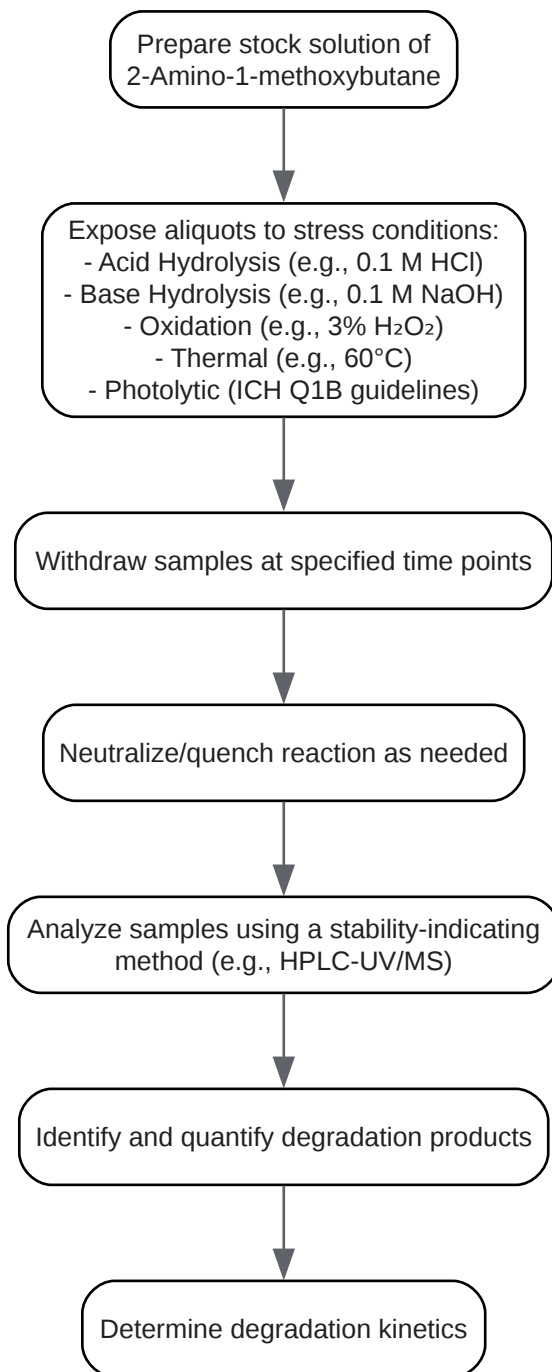 Prepare stock solution of
2-Amino-1-methoxybutane
Expose aliquots to stress conditions:
- Acid Hydrolysis (e.g., 0.1 M HCl)
- Base Hydrolysis (e.g., 0.1 M NaOH)
- Oxidation (e.g., 3% H₂O₂)
- Thermal (e.g., 60°C)
- Photolytic (ICH Q1B guidelines)
Withdraw samples at specified time points
Neutralize/quench reaction as needed
Analyze samples using a stability-indicating
method (e.g., HPLC-UV/MS)
Identify and quantify degradation products
Determine degradation kinetics